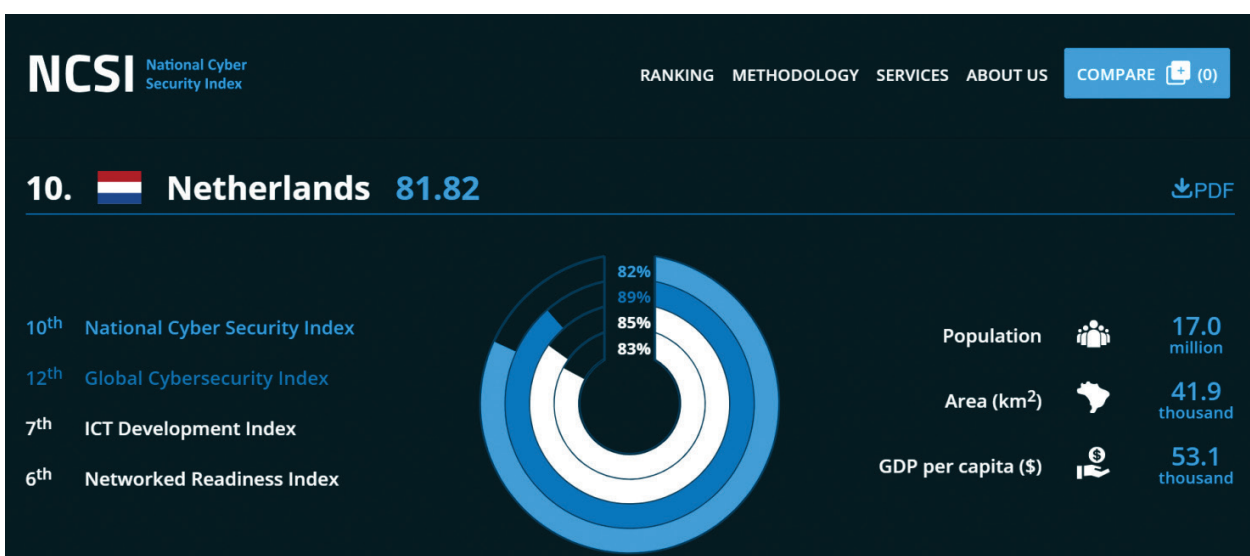 NCSI National Cyber
Security Index
RANKING METHODOLOGY SERVICES ABOUT US COMPARE (0)
10. Netherlands 81.82
PDF
82%
89%
85%
83%
10th National Cyber Security Index
12th Global Cybersecurity Index
7th ICT Development Index
6th Networked Readiness Index
Population 17.0
million
Area (km2) 41.9
thousand
GDP per capita ($) 53.1
thousand